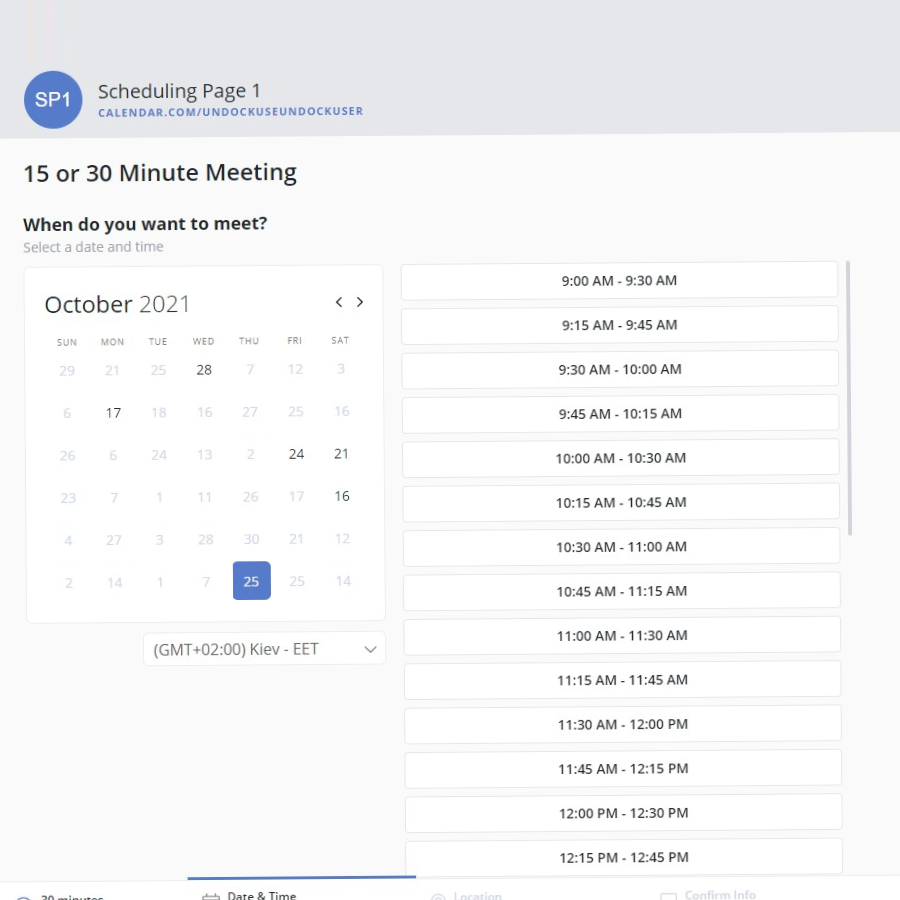 SP1
Scheduling Page 1
CALENDAR.COM/UNDOCKUSEUNDOCKUSER
15 or 30 Minute Meeting
When do you want to meet?
Select a date and time
October 2021
SUN MON TUE WED THU FRI SAT
29 21 25 28 7 12 3
6 17 18 16 27 25 16
26 6 24 13 2 24 21
23 7 1 11 26 17 16
4 27 3 28 30 21 12
2 14 1 7 25 25 14
(GMT+02:00) Kiev - EET
9:00 AM - 9:30 AM
9:15 AM - 9:45 AM
9:30 AM - 10:00 AM
9:45 AM - 10:15 AM
10:00 AM - 10:30 AM
10:15 AM - 10:45 AM
10:30 AM - 11:00 AM
10:45 AM - 11:15 AM
11:00 AM - 11:30 AM
11:15 AM - 11:45 AM
11:30 AM - 12:00 PM
11:45 AM - 12:15 PM
12:00 PM - 12:30 PM
12:15 PM - 12:45 PM
30 minutes Date & Time Location Confirm Info